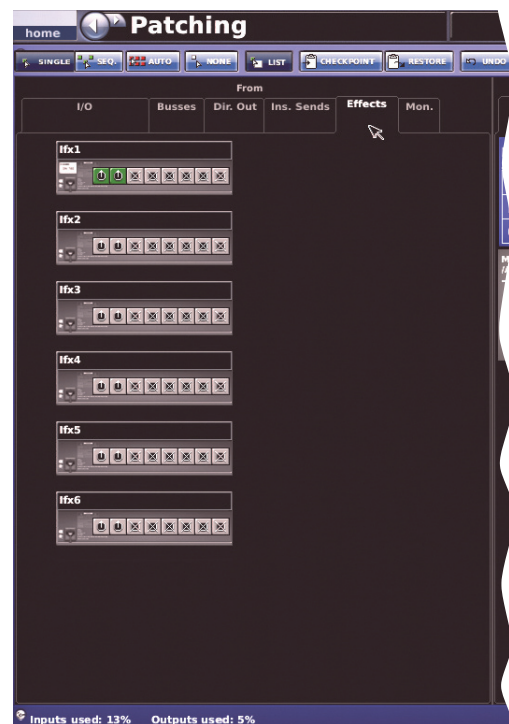 home
Patching
SINGLE SEQ. AUTO NONE LIST CHECKPOINT RESTORE UNDO
From
I/O Busses Dir. Out Ins. Sends Effects Mon.
Ifx1
Ifx2
Ifx3
Ifx4
Ifx5
Ifx6
Inputs used: 13% Outputs used: 5%